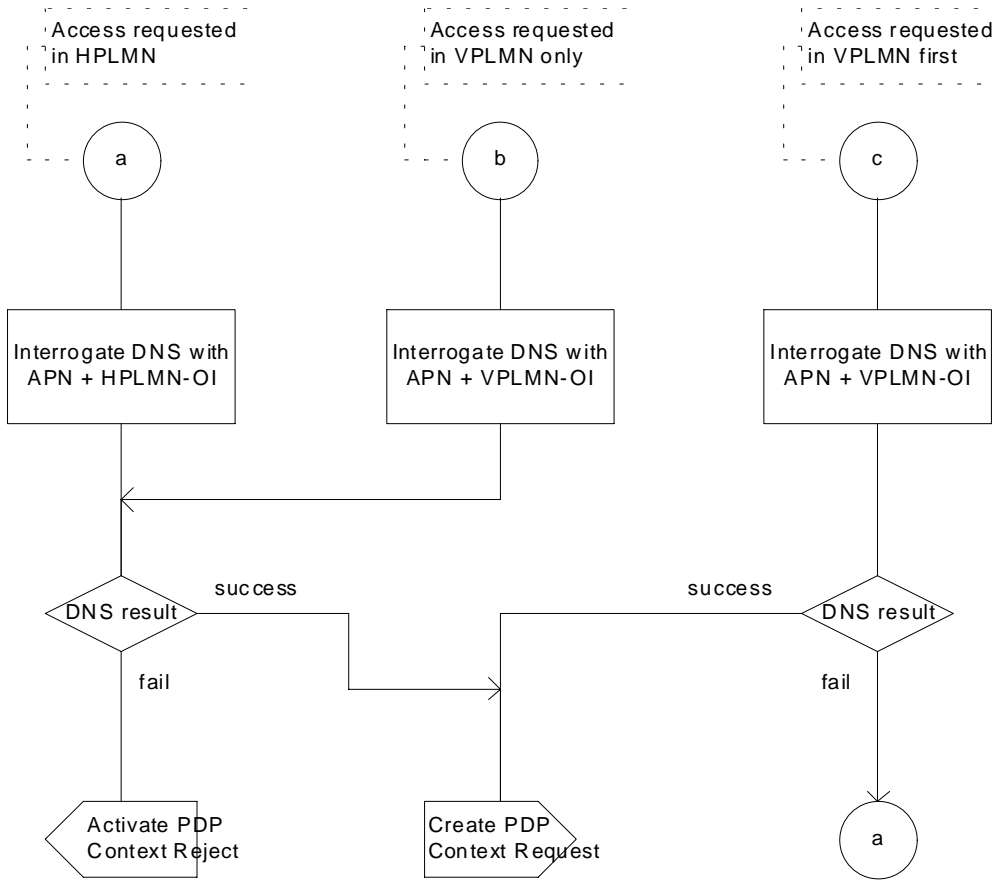 Access requested
in HPLMN
Access requested
in VPLMN only
Access requested
in VPLMN first
a
b
c
Interrogate DNS with
APN + HPLMN-OI
Interrogate DNS with
APN + VPLMN-OI
Interrogate DNS with
APN + VPLMN-OI
success
success
DNS result
DNS result
fail
fail
Activate PDP
Context Reject
Create PDP
Context Request
a